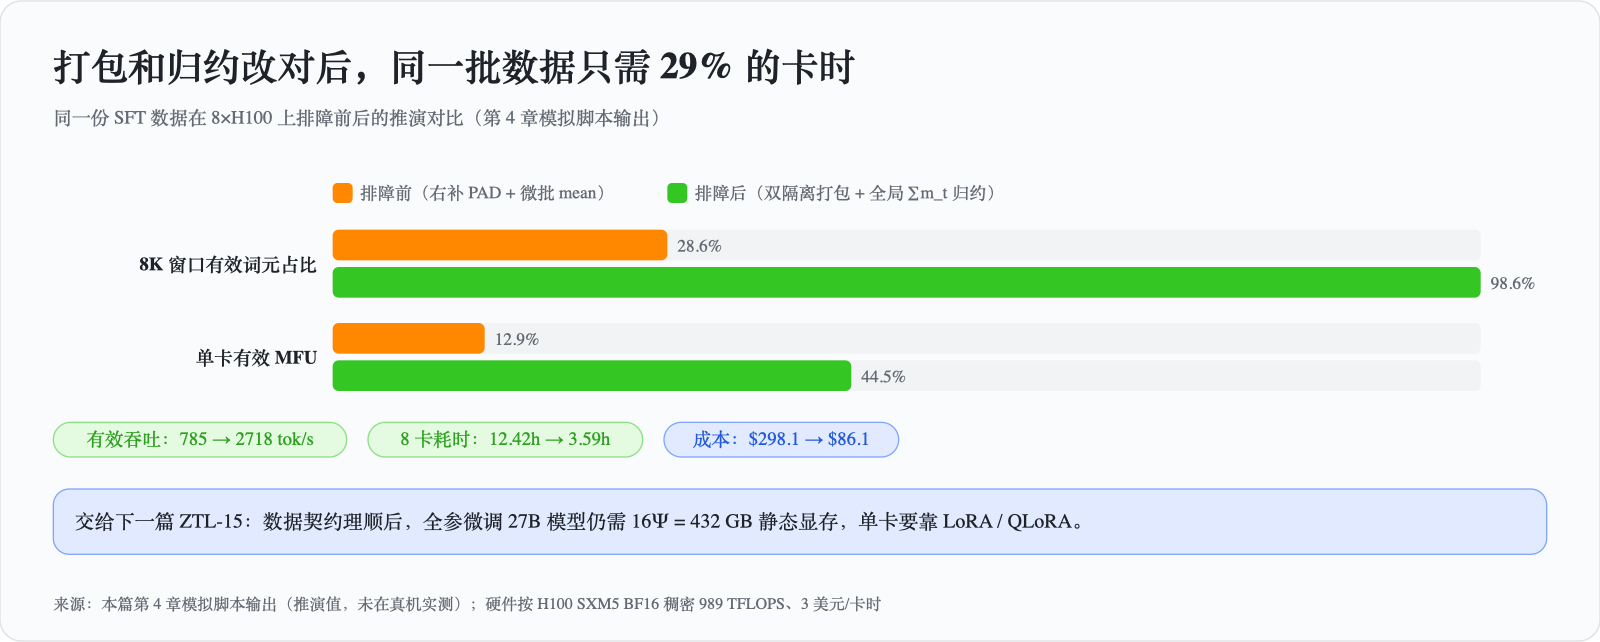 打包和归约改对后，同一批数据只需 29% 的卡时
同一份 SFT 数据在 8×H100 上排障前后的推演对比（第 4 章模拟脚本输出）
排障前（右补 PAD + 微批 mean）
排障后（双隔离打包 + 全局 ∑m_t 归约）
8K 窗口有效词元占比
28.6%
98.6%
单卡有效 MFU
12.9%
44.5%
有效吞吐：785 → 2718 tok/s
8 卡耗时：12.42h → 3.59h
成本：$298.1 → $86.1
交给下一篇 ZTL-15：数据契约理顺后，全参微调 27B 模型仍需 16Ψ = 432 GB 静态显存，单卡要靠 LoRA / QLoRA。
来源：本篇第 4 章模拟脚本输出（推演值，未在真机实测）；硬件按 H100 SXM5 BF16 稠密 989 TFLOPS、3 美元/卡时